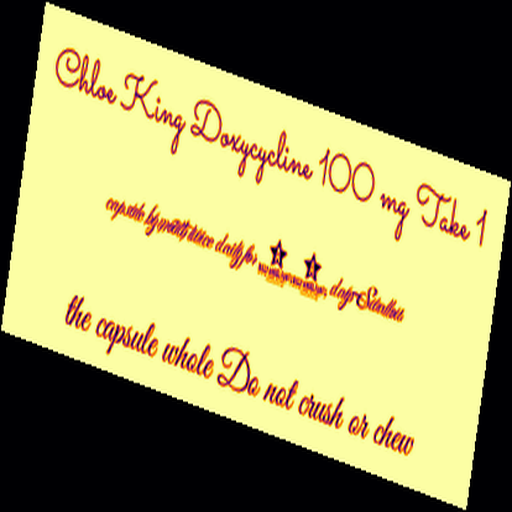 Chloe King Doxycycline 100 mg Take 1
capsule by mouth twice daily for days Swallow
the capsule whole Do not crush or chew